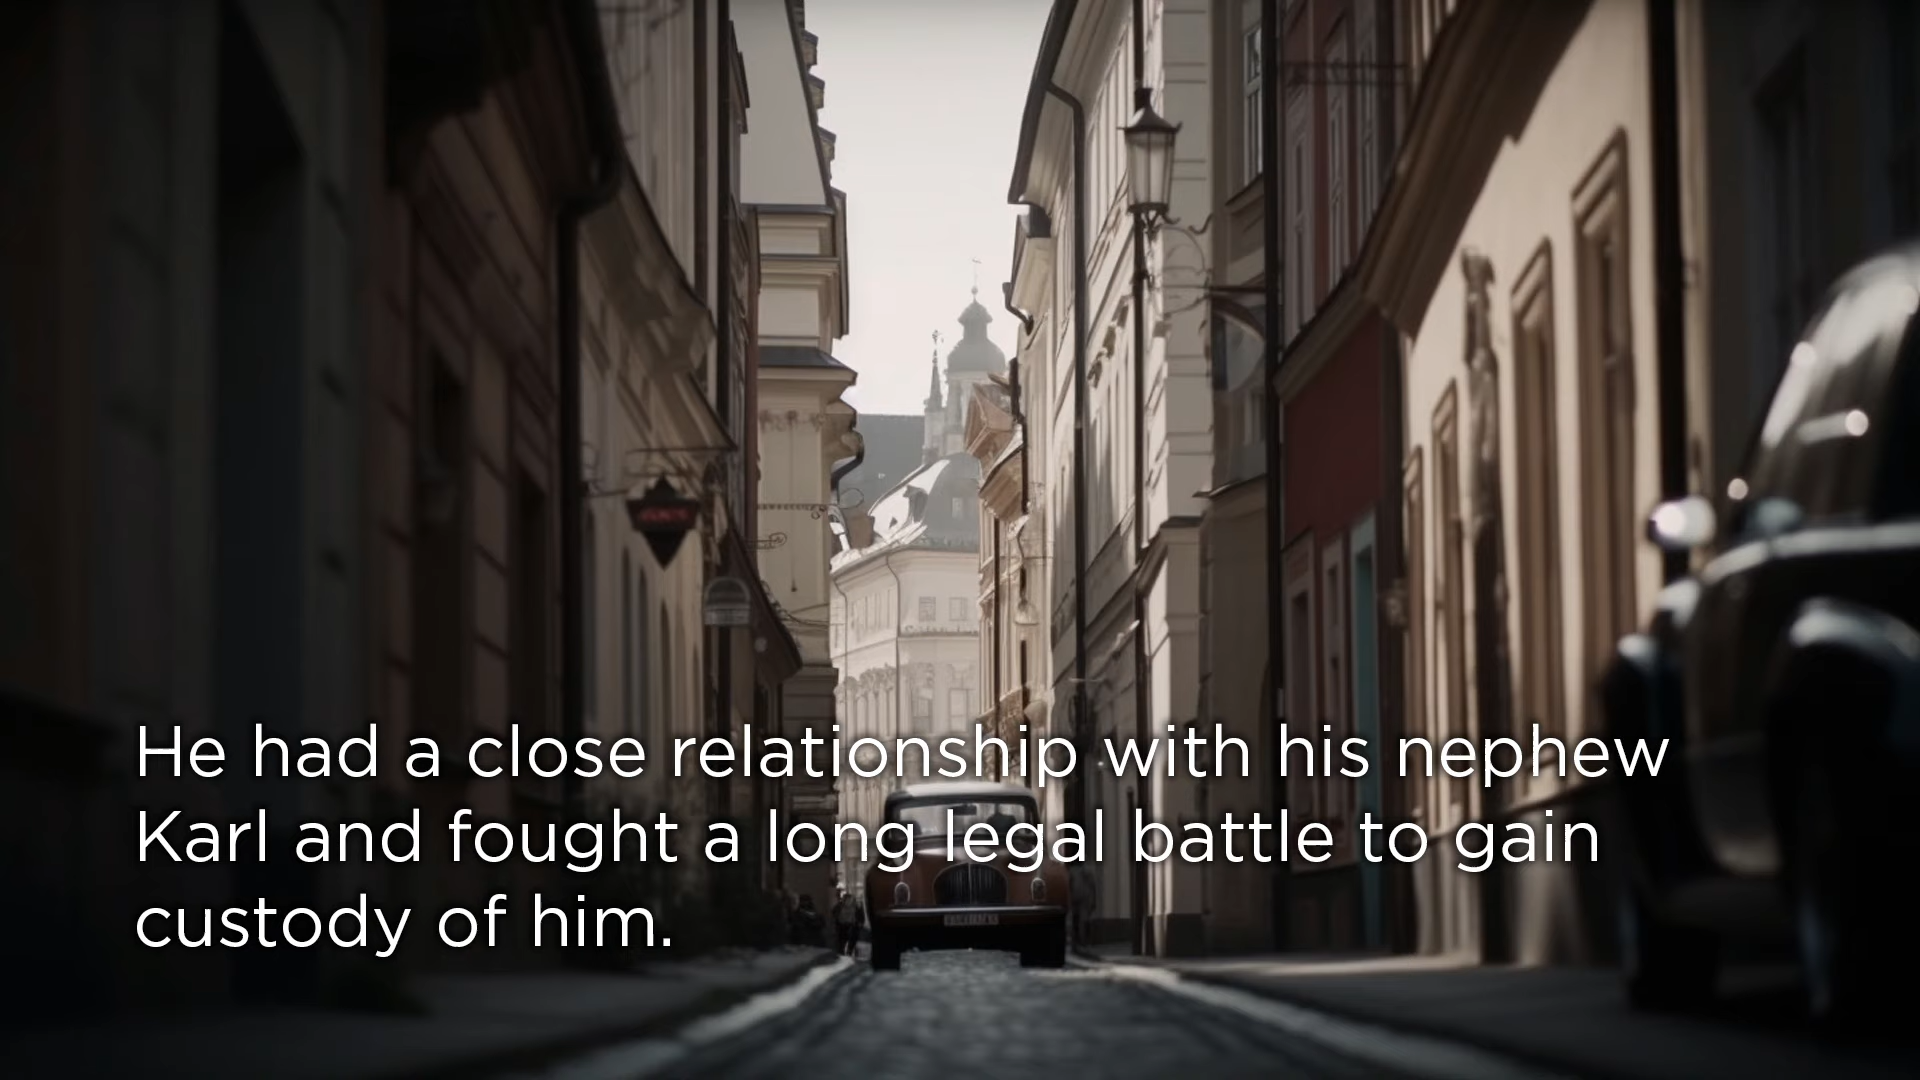 He had a close relationship with his nephew
Karl and fought a long legal battle to gain
custody of him.